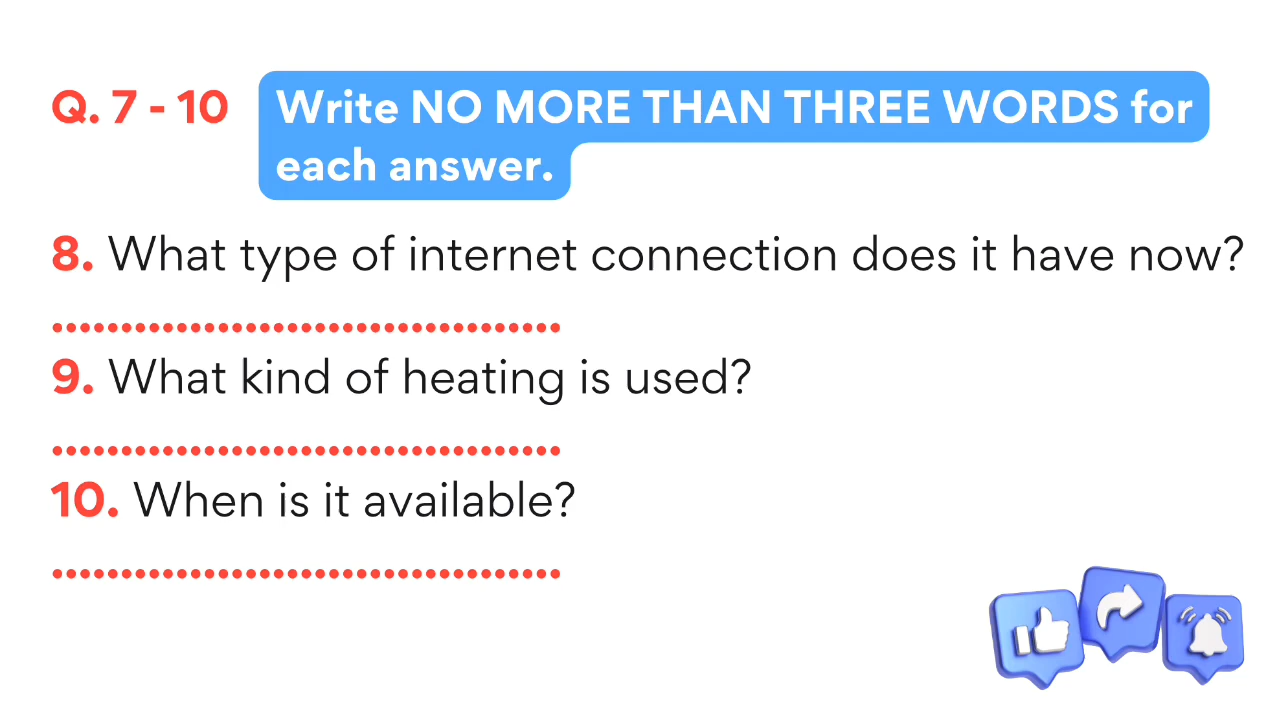 Q. 7 - 10 Write NO MORE THAN THREE WORDS for
each answer.
8. What type of internet connection does it have now?
.....................................
9. What kind of heating is used?
.....................................
10. When is it available?
.....................................